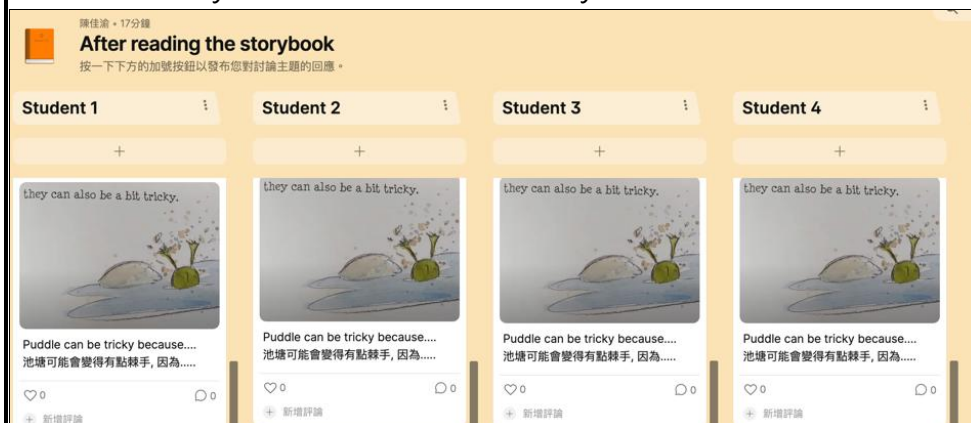 陳佳渝 • 17分鐘
After reading the storybook
按一下下方的加號按鈕以發布您對討論主題的回應。
Student 1
Student 2
Student 3
Student 4
+
+
+
+
they can also be a bit tricky.
Puddle can be tricky because....
池塘可能會變得有點棘手, 因為.....
0
0
+ 新增評論
they can also be a bit tricky.
Puddle can be tricky because....
池塘可能會變得有點棘手, 因為.....
0
0
+ 新增評論
they can also be a bit tricky.
Puddle can be tricky because....
池塘可能會變得有點棘手, 因為.....
0
0
+ 新增評論
they can also be a bit tricky.
Puddle can be tricky because....
池塘可能會變得有點棘手, 因為.....
0
0
+ 新增評論